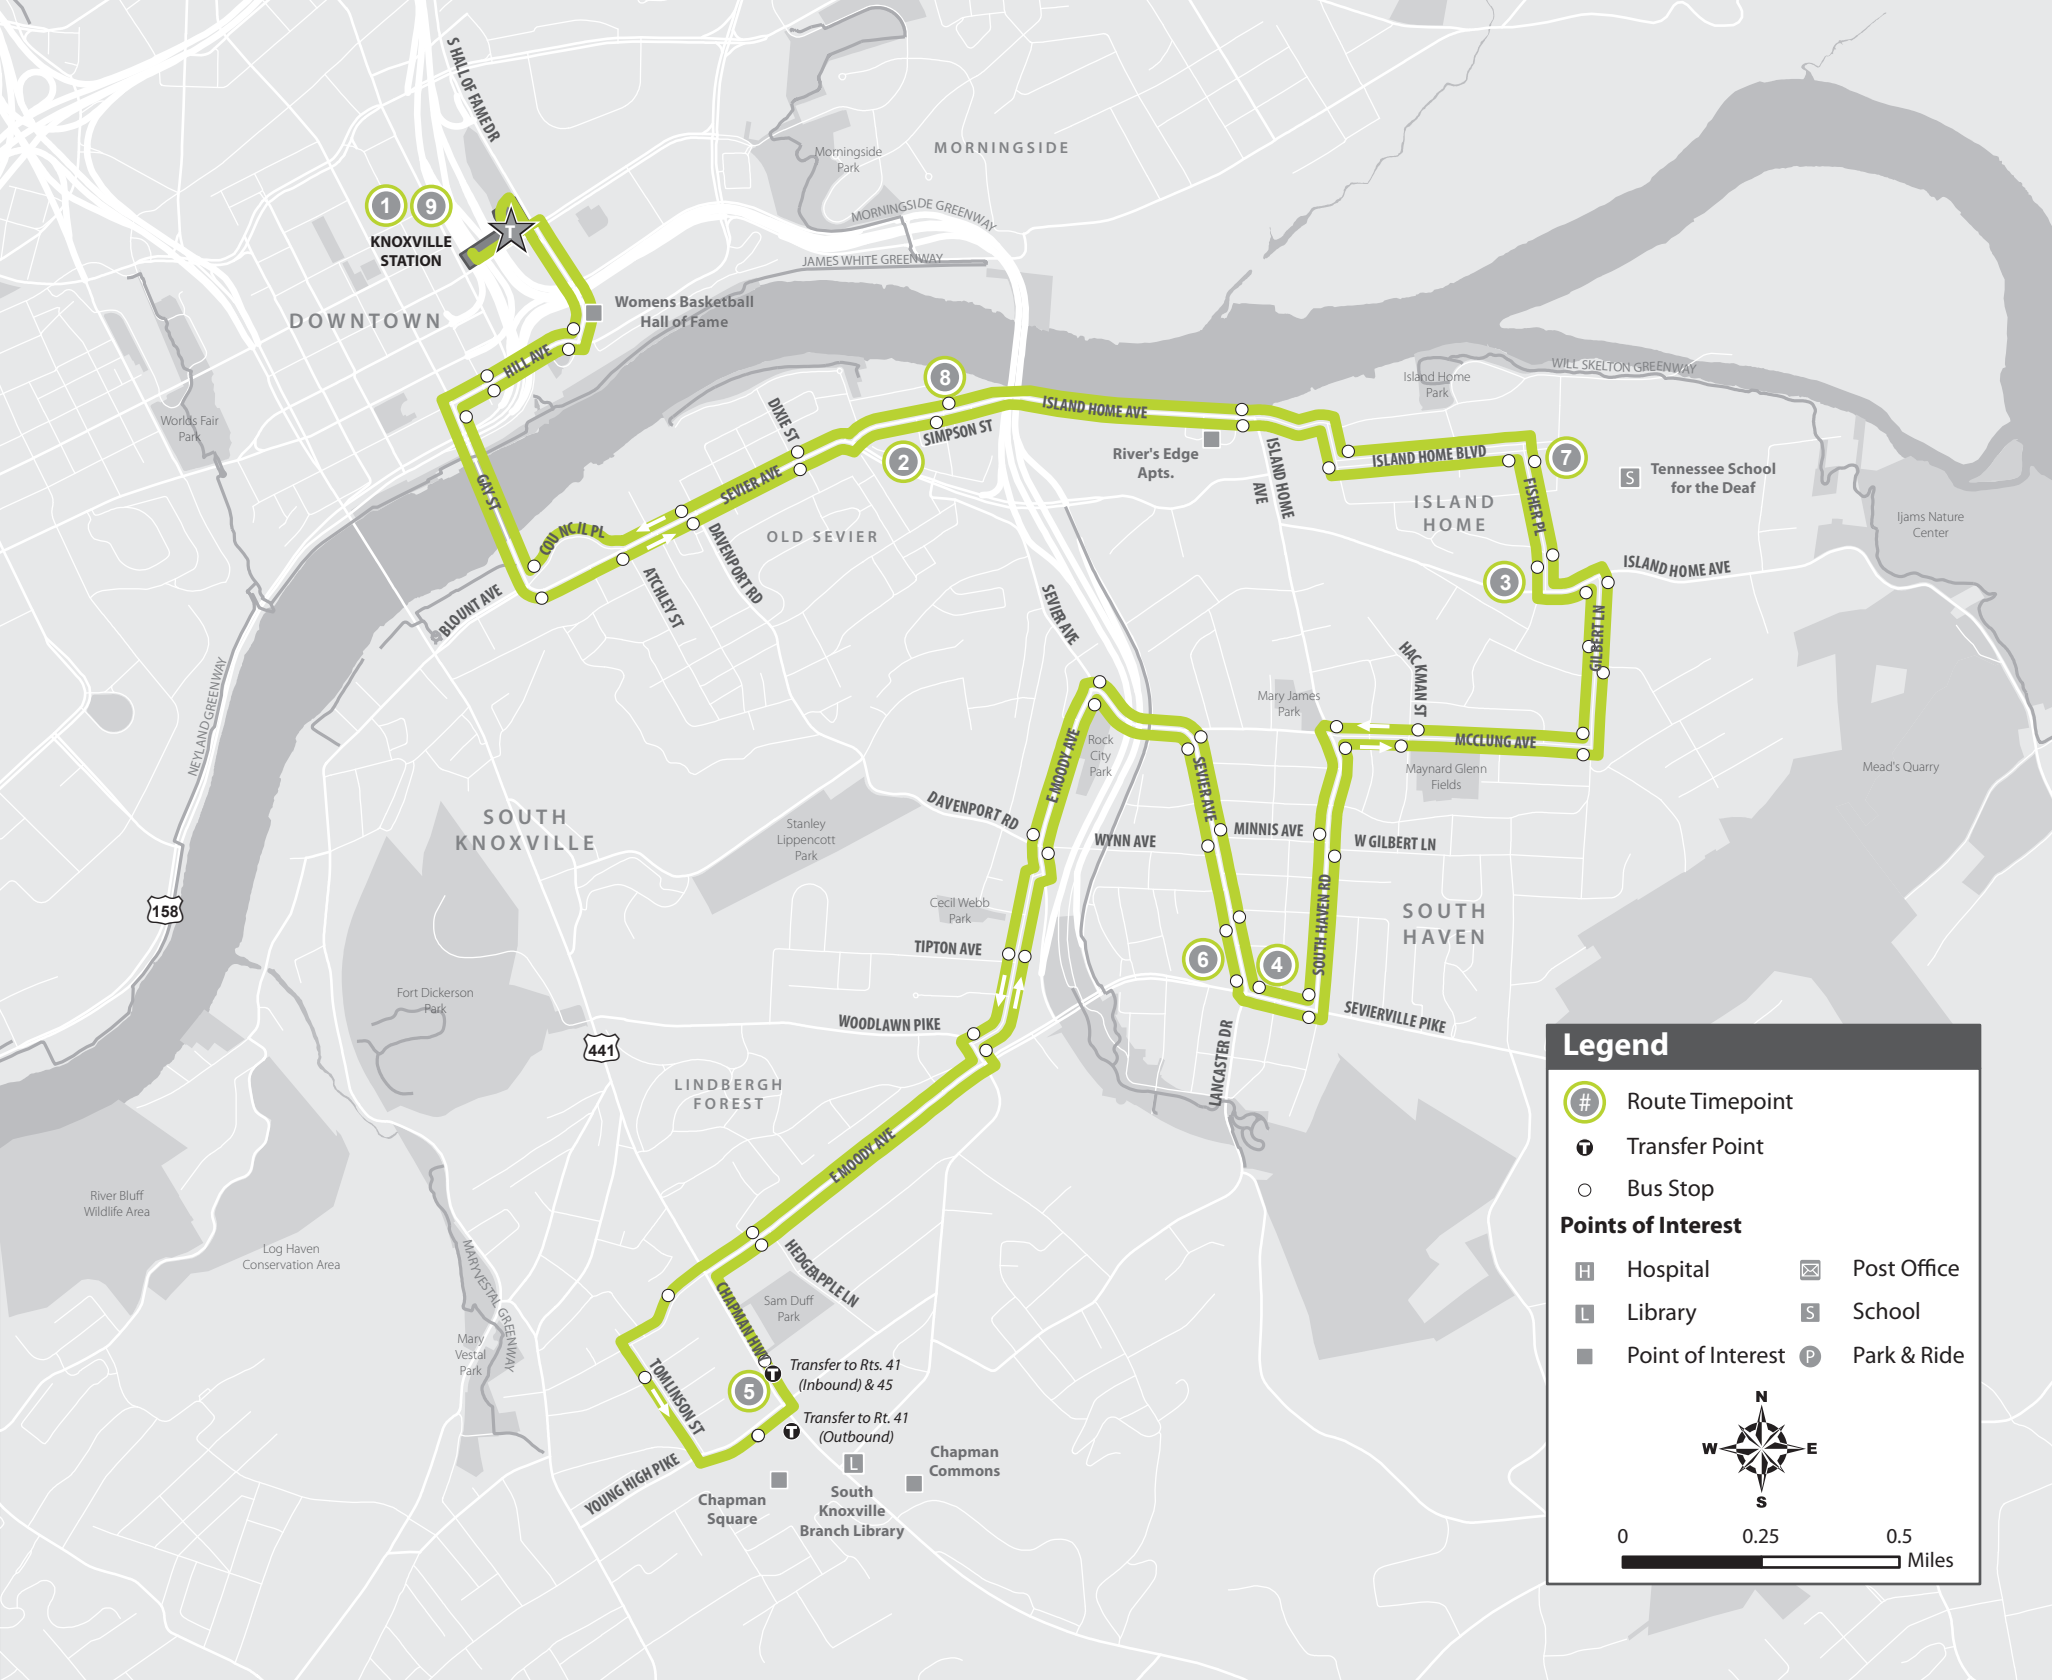 S HALL OF FAME DR
MORNINGSIDE
Morningside
Park
MORNINGSIDE GREENWAY
JAMES WHITE GREENWAY
1
9
KNOXVILLE
STATION
T
DOWNTOWN
Womens Basketball
Hall of Fame
HILL AVE
Worlds Fair
Park
GAY ST
COUNCIL PL
BLOUNT AVE
ATCHLEY ST
DAVENPORT RD
SEVIER AVE
DIXIE ST
8
2
SIMPSON ST
OLD SEVIER
ISLAND HOME AVE
River's Edge
Apts.
ISLAND HOME
AVE
Island Home
Park
WILL SKELTON GREENWAY
ISLAND HOME BLVD
7
S
Tennessee School
for the Deaf
ISLAND
HOME
FISHER PL
Ijams Nature
Center
3
ISLAND HOME AVE
GILBERT LN
HACKMAN ST
Mary James
Park
MCCLUNG AVE
Maynard Glenn
Fields
Mead's Quarry
SEVIER AVE
Rock
City
Park
E MOODY AVE
SEVIER AVE
NEYLAND GREENWAY
SOUTH
KNOXVILLE
Stanley
Lippencott
Park
DAVENPORT RD
WYNN AVE
MINNIS AVE
W GILBERT LN
SOUTH HAVEN RD
SOUTH
HAVEN
158
Cecil Webb
Park
TIPTON AVE
6
4
Fort Dickerson
Park
441
WOODLAWN PIKE
SEVIERVILLE PIKE
LANCASTER DR
LINDBERGH
FOREST
E MOODY AVE
River Bluff
Wildlife Area
Log Haven
Conservation Area
MARY VESTAL GREENWAY
Mary
Vestal
Park
HEDGEAPPLE LN
CHAPMAN HWY
Sam Duff
Park
TOMLINSON ST
5
T
Transfer to Rts. 41
(Inbound) & 45
T
Transfer to Rt. 41
(Outbound)
YOUNG HIGH PIKE
Chapman
Square
L
South
Knoxville
Branch Library
Chapman
Commons
Legend
# Route Timepoint
T Transfer Point
Bus Stop
Points of Interest
H Hospital
Post Office
L Library
S School
Point of Interest
P Park & Ride
N
W E
S
0 0.25 0.5
Miles